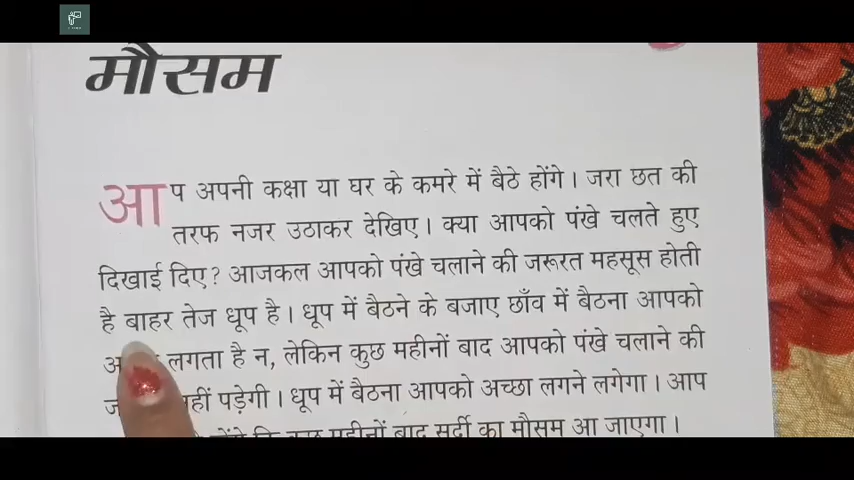 मौसम
आप अपनी कक्षा या घर के कमरे में बैठे होंगे। जरा छत की
तरफ नजर उठाकर देखिए। क्या आपको पंखे चलते हुए
दिखाई दिए? आजकल आपको पंखे चलाने की जरूरत महसूस होती
है बाहर तेज धूप है। धूप में बैठने के बजाए छाँव में बैठना आपको
लगता है न, लेकिन कुछ महीनों बाद आपको पंखे चलाने की
पड़ेगी। धूप में बैठना आपको अच्छा लगने लगेगा। आप
कुछ महीनों बाद सर्दी का मौसम आ जाएगा।